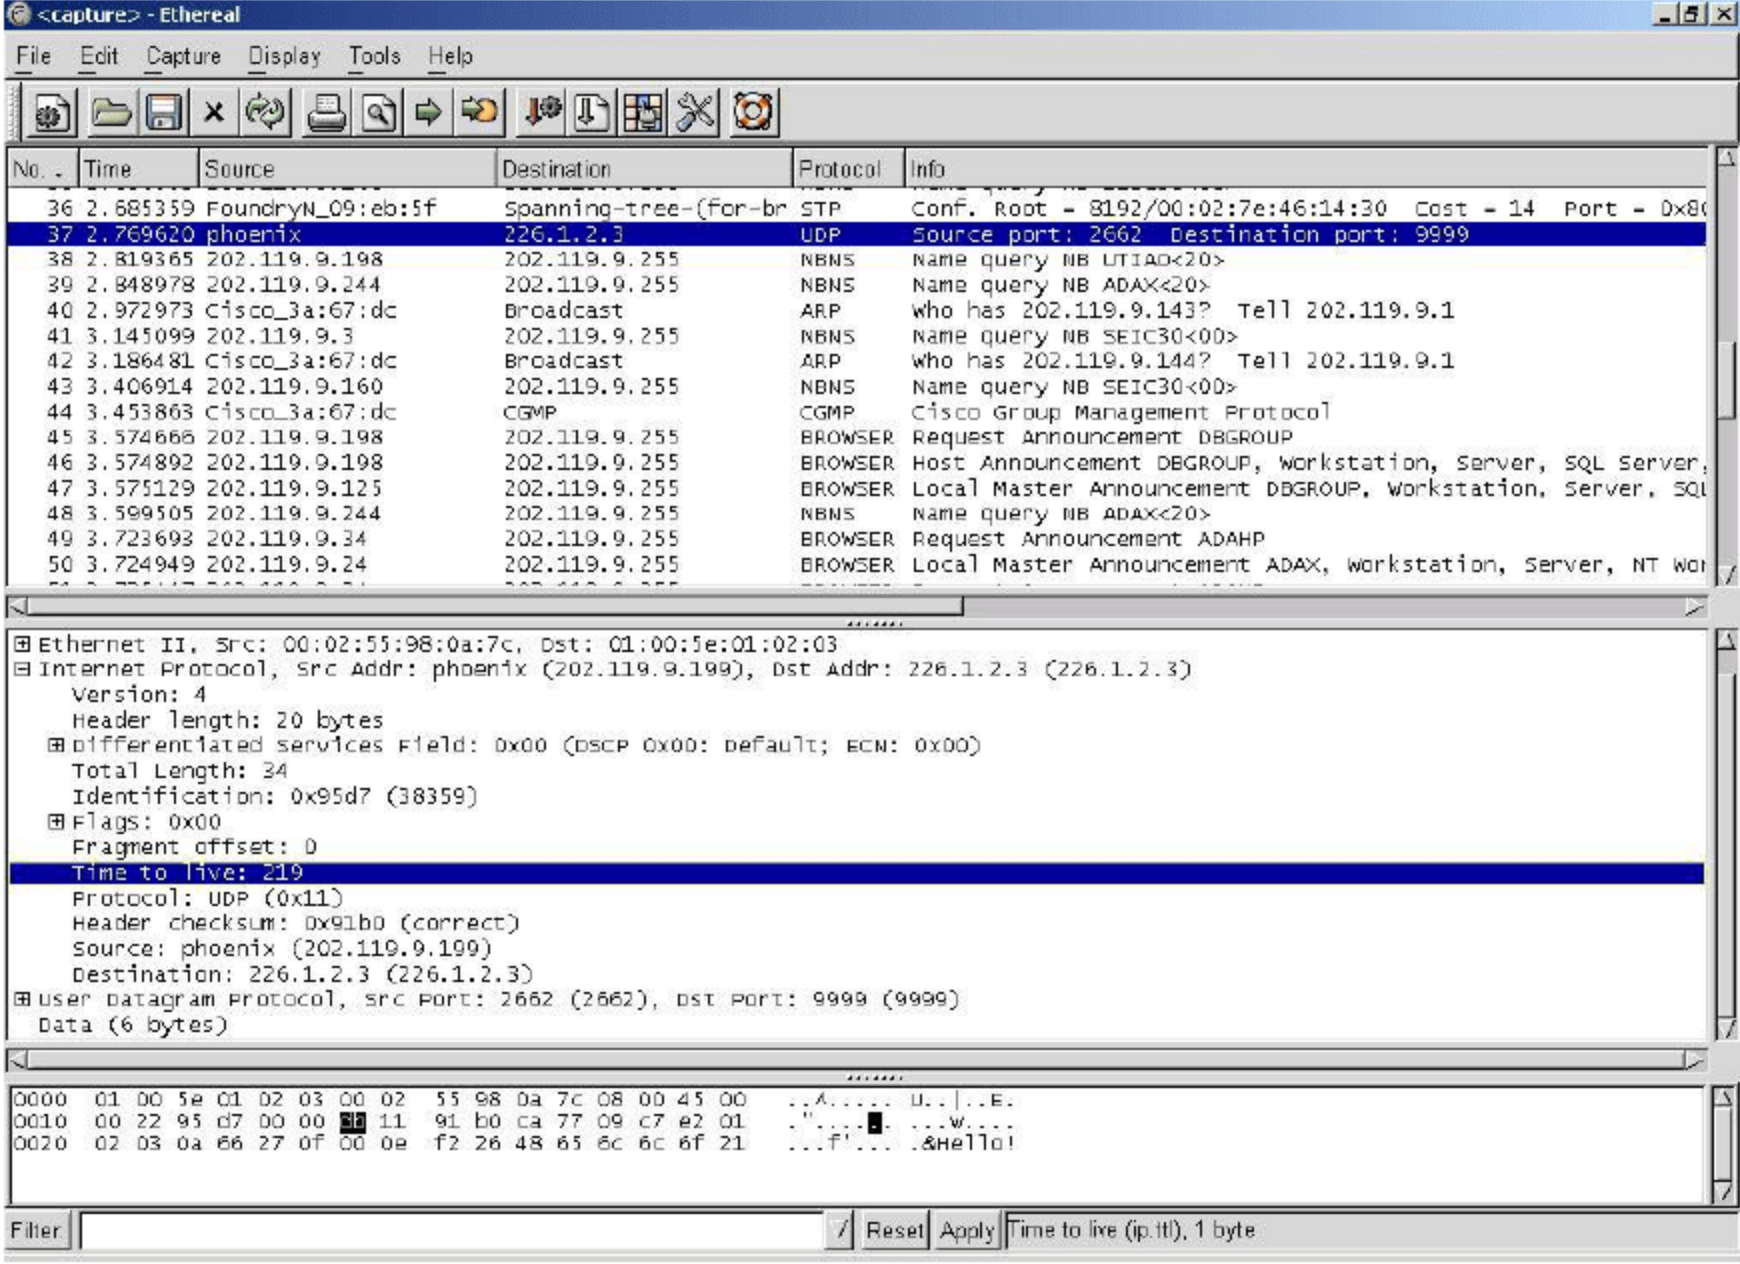 <capture> - Ethereal
File Edit Capture Display Tools Help
No. . Time Source Destination Protocol Info
36 2.685359 FoundryN_09:eb:5f Spanning-tree-(for-br STP Conf. Root = 8192/00:02:7e:46:14:30 Cost = 14 Port = 0x80
37 2.769620 phoenix 226.1.2.3 UDP Source port: 2662 Destination port: 9999
38 2.819365 202.119.9.198 202.119.9.255 NBNS Name query NB UTIAD<20>
39 2.848978 202.119.9.244 202.119.9.255 NBNS Name query NB ADAX<20>
40 2.972973 Cisco_3a:67:dc Broadcast ARP Who has 202.119.9.143? Tell 202.119.9.1
41 3.145099 202.119.9.3 202.119.9.255 NBNS Name query NB SEIC30<00>
42 3.186481 Cisco_3a:67:dc Broadcast ARP Who has 202.119.9.144? Tell 202.119.9.1
43 3.406914 202.119.9.160 202.119.9.255 NBNS Name query NB SEIC30<00>
44 3.453863 Cisco_3a:67:dc CGMP CGMP Cisco Group Management Protocol
45 3.574666 202.119.9.198 202.119.9.255 BROWSER Request Announcement DBGROUP
46 3.574892 202.119.9.198 202.119.9.255 BROWSER Host Announcement DBGROUP, Workstation, Server, SQL Server,
47 3.575129 202.119.9.125 202.119.9.255 BROWSER Local Master Announcement DBGROUP, Workstation, Server, SQL
48 3.599505 202.119.9.244 202.119.9.255 NBNS Name query NB ADAX<20>
49 3.723693 202.119.9.34 202.119.9.255 BROWSER Request Announcement ADAHP
50 3.724949 202.119.9.24 202.119.9.255 BROWSER Local Master Announcement ADAX, Workstation, Server, NT Wor
Ethernet II, Src: 00:02:55:98:0a:7c, Dst: 01:00:5e:01:02:03
Internet Protocol, Src Addr: phoenix (202.119.9.199), Dst Addr: 226.1.2.3 (226.1.2.3)
Version: 4
Header length: 20 bytes
Differentiated Services Field: 0x00 (DSCP 0x00: Default; ECN: 0x00)
Total Length: 34
Identification: 0x95d7 (38359)
Flags: 0x00
Fragment offset: 0
Time to live: 219
Protocol: UDP (0x11)
Header checksum: 0x91b0 (correct)
Source: phoenix (202.119.9.199)
Destination: 226.1.2.3 (226.1.2.3)
User Datagram Protocol, Src Port: 2662 (2662), Dst Port: 9999 (9999)
Data (6 bytes)
0000 01 00 5e 01 02 03 00 02 55 98 0a 7c 08 00 45 00 ..^..... U..|..E.
0010 00 22 95 d7 00 00 db 11 91 b0 ca 77 09 c7 e2 01 ."...... ...w....
0020 02 03 0a 66 27 0f 00 0e f2 26 48 65 6c 6c 6f 21 ...f'... .&Hello!
Filter: Reset Apply Time to live (ip.ttl), 1 byte